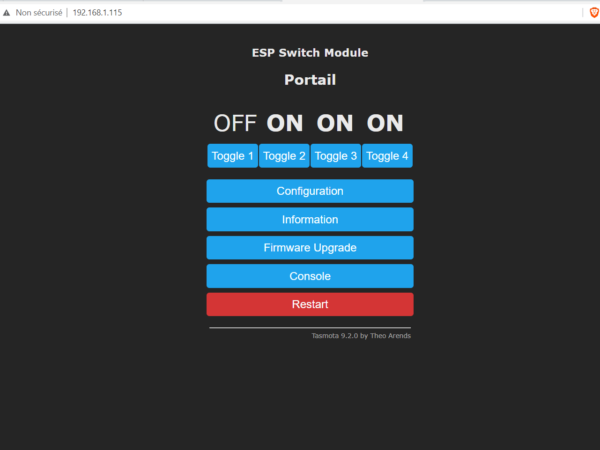 Non sécurisé | 192.168.1.115
ESP Switch Module
Portail
OFF ON ON ON
Toggle 1 Toggle 2 Toggle 3 Toggle 4
Configuration
Information
Firmware Upgrade
Console
Restart
Tasmota 9.2.0 by Theo Arends